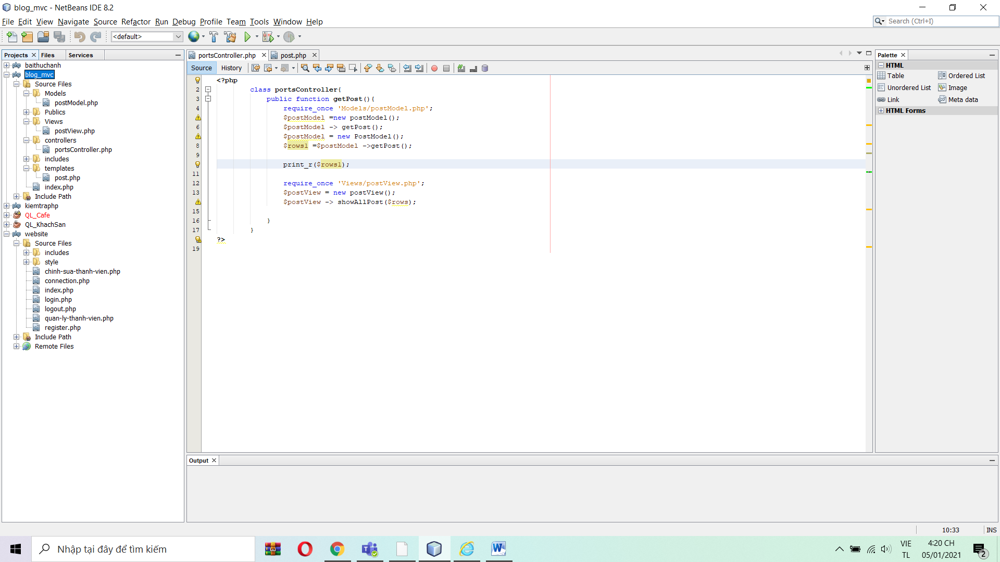 blog_mvc - NetBeans IDE 8.2
File Edit View Navigate Source Refactor Run Debug Profile Team Tools Window Help
Search (Ctrl+I)
<default>
Projects Files Services
baithuchanh
blog_mvc
Source Files
Models
postModel.php
Publics
Views
postView.php
controllers
portsController.php
includes
templates
post.php
index.php
Include Path
kiemtraphp
QL_Cafe
QL_KhachSan
website
Source Files
includes
style
chinh-sua-thanh-vien.php
connection.php
index.php
login.php
logout.php
quan-ly-thanh-vien.php
register.php
Include Path
Remote Files
portsController.php post.php
Source History
<?php
2 class portsController{
3 public function getPost(){
4 require_once 'Models/postModel.php';
$postModel =new postModel();
6 $postModel -> getPost();
$postModel = new PostModel();
8 $rows1 =$postModel ->getPost();
9
print_r($rows1);
11
12 require_once 'Views/postView.php';
13 $postView = new postView();
$postView -> showAllPost($rows);
15
16 }
17 }
?>
19
Palette
HTML
Table Ordered List
Unordered List Image
Link Meta data
HTML Forms
Output
10:33 INS
Nhập tại đây để tìm kiếm
VIE
TL
4:20 CH
05/01/2021
2